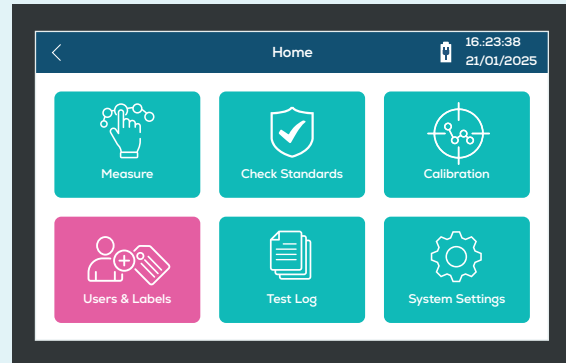 Home
16.:23:38
21/01/2025
Measure
Check Standards
Calibration
Users & Labels
Test Log
System Settings